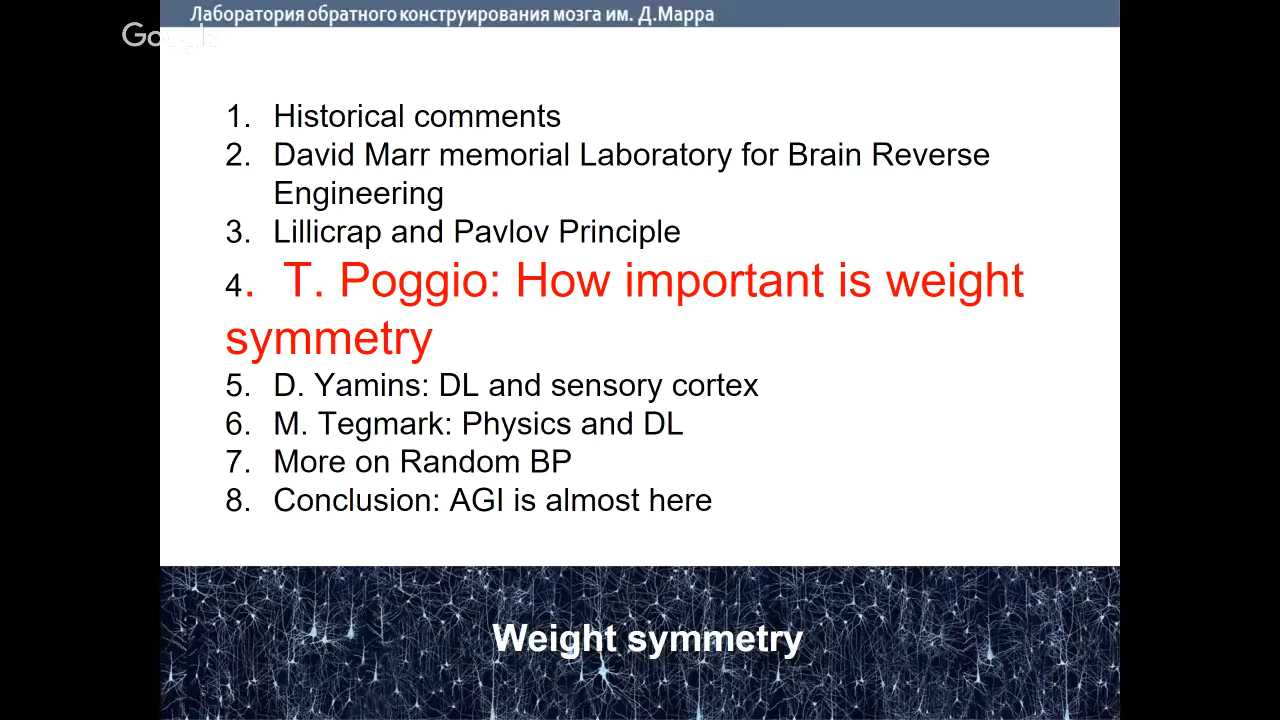 Лаборатория обратного конструирования мозга им. Д.Марра
Google
1. Historical comments
2. David Marr memorial Laboratory for Brain Reverse
Engineering
3. Lillicrap and Pavlov Principle
4. T. Poggio: How important is weight
symmetry
5. D. Yamins: DL and sensory cortex
6. M. Tegmark: Physics and DL
7. More on Random BP
8. Conclusion: AGI is almost here
Weight symmetry